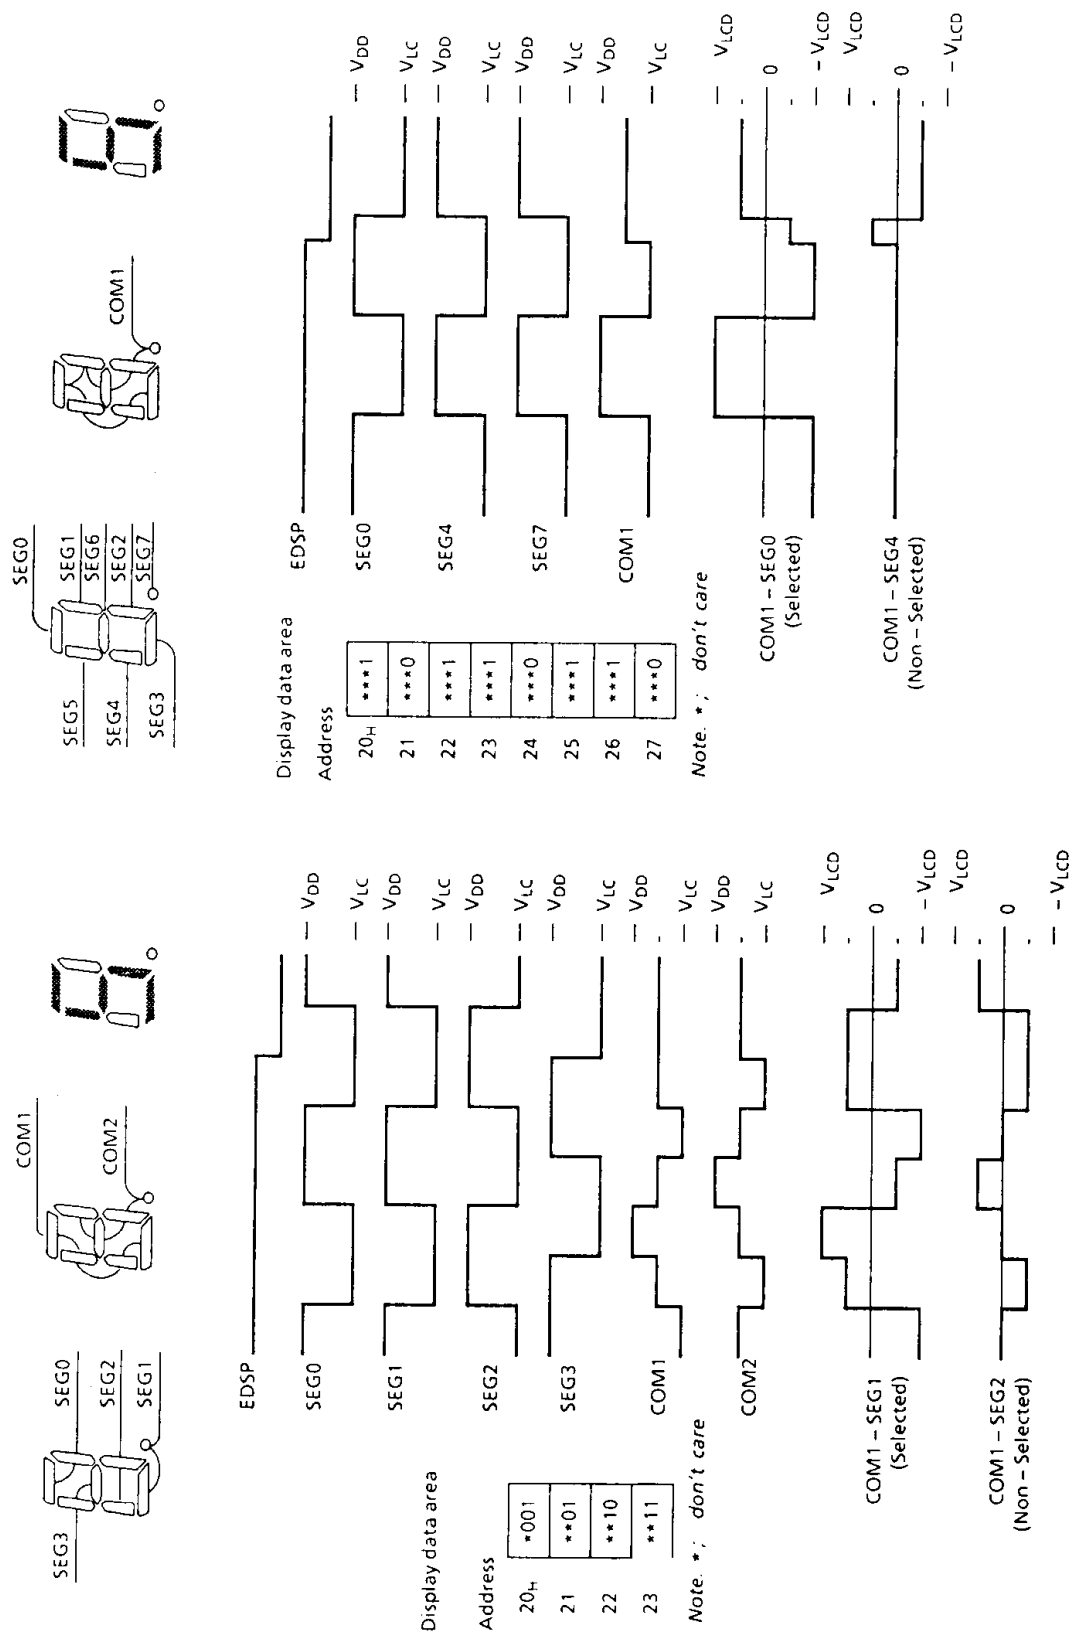 SEG3
SEG0
SEG2
SEG1
COM1
COM2
Display data area
Address
20H *001
21 **01
22 **10
23 **11
Note. *; don't care
EDSP
SEG0
VDD
VLC
SEG1
VDD
VLC
SEG2
VDD
VLC
SEG3
VDD
VLC
COM1
VDD
VLC
COM2
VDD
VLC
COM1 – SEG1
(Selected)
VLCD
0
– VLCD
COM1 – SEG2
(Non – Selected)
VLCD
0
– VLCD
SEG0
SEG5
SEG1
SEG6
SEG4
SEG2
SEG7
SEG3
COM1
Display data area
Address
20H ***1
21 ***0
22 ***1
23 ***1
24 ***0
25 ***1
26 ***1
27 ***0
Note. *; don't care
EDSP
SEG0
VDD
VLC
SEG4
VDD
VLC
SEG7
VDD
VLC
COM1
VDD
VLC
COM1 – SEG0
(Selected)
VLCD
0
– VLCD
COM1 – SEG4
(Non – Selected)
VLCD
0
– VLCD